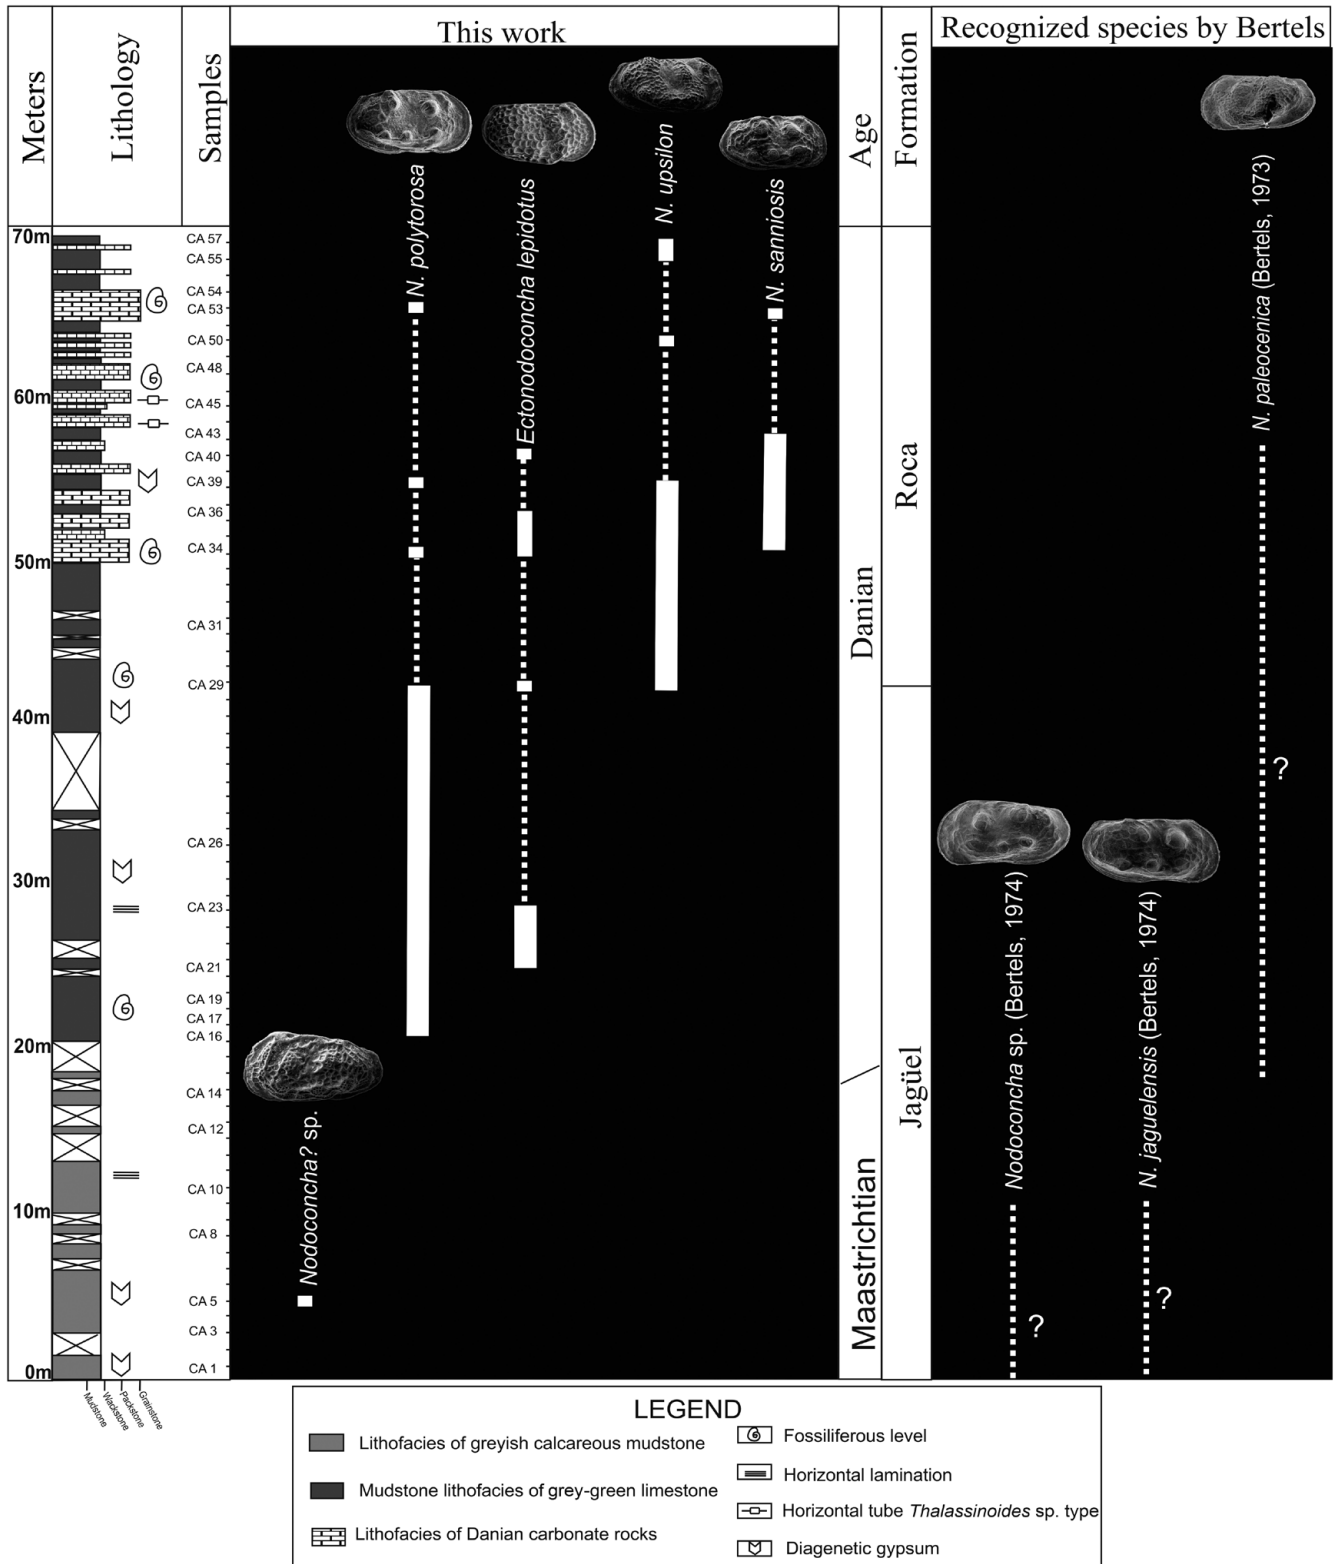 This work
Recognized species by Bertels
Meters
Lithology
Samples
Age
Formation
N. polytorosa
Ectonodoconcha lepidotus
N. upsilon
N. sanniosis
Nodoconcha? sp.
N. paleocenica (Bertels, 1973)
Nodoconcha sp. (Bertels, 1974)
N. jaguelensis (Bertels, 1974)
?
?
?
Danian
Maastrichtian
Roca
Jagüel
70m
60m
50m
40m
30m
20m
10m
0m
CA 57
CA 55
CA 54
CA 53
CA 50
CA 48
CA 45
CA 43
CA 40
CA 39
CA 36
CA 34
CA 31
CA 29
CA 26
CA 23
CA 21
CA 19
CA 17
CA 16
CA 14
CA 12
CA 10
CA 8
CA 5
CA 3
CA 1
Mudstone
Wackstone
Packstone
Grainstone
LEGEND
Lithofacies of greyish calcareous mudstone
Mudstone lithofacies of grey-green limestone
Lithofacies of Danian carbonate rocks
Fossiliferous level
Horizontal lamination
Horizontal tube Thalassinoides sp. type
Diagenetic gypsum